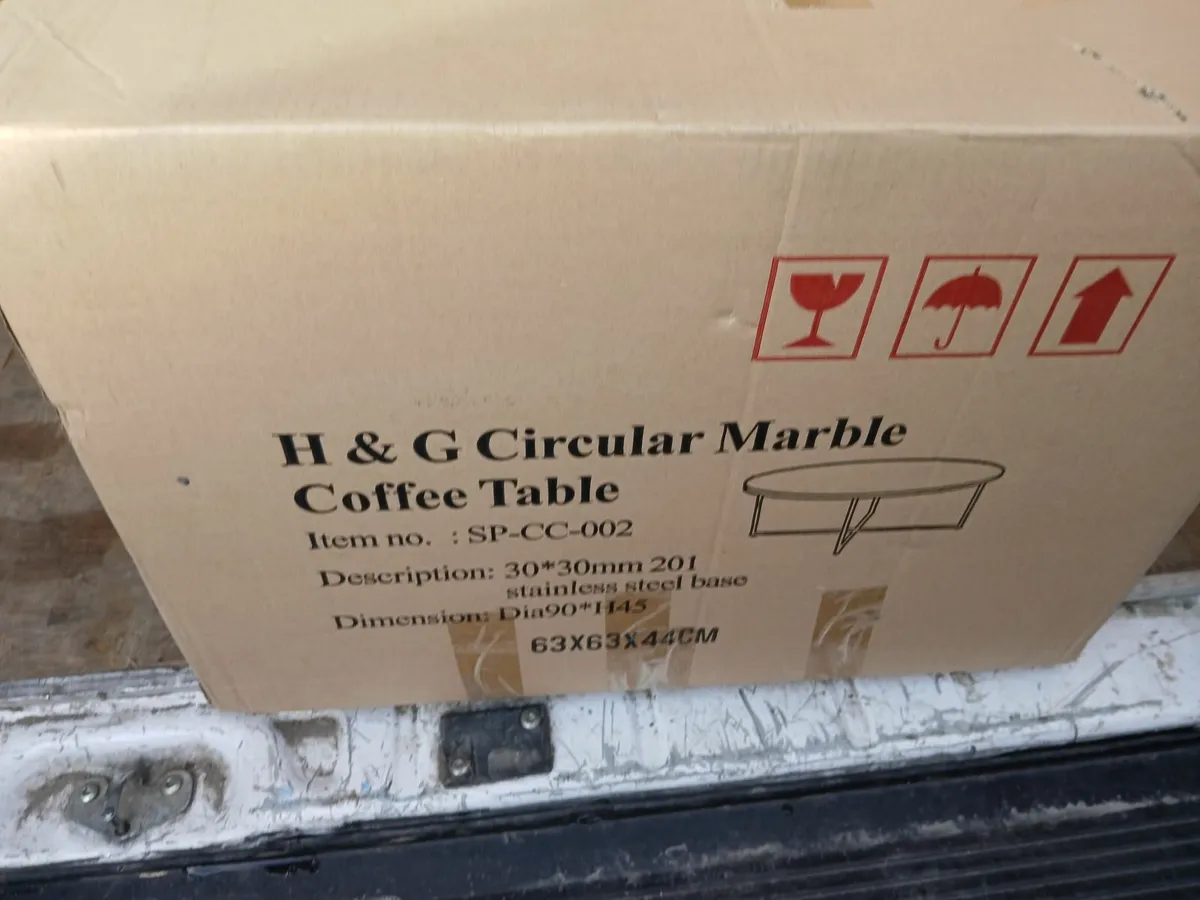 H & G Circular Marble
Coffee Table
Item no. : SP-CC-002
Description: 30*30mm 201
stainless steel base
Dimension: Dia90*H45
63X63X44CM